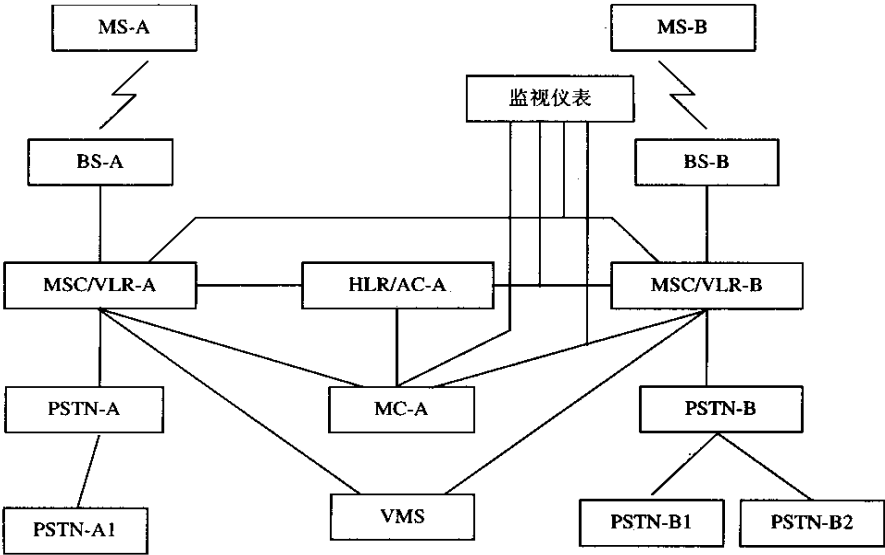 MS-A
MS-B
监视仪表
BS-A
BS-B
MSC/VLR-A
HLR/AC-A
MSC/VLR-B
PSTN-A
MC-A
PSTN-B
PSTN-A1
VMS
PSTN-B1
PSTN-B2